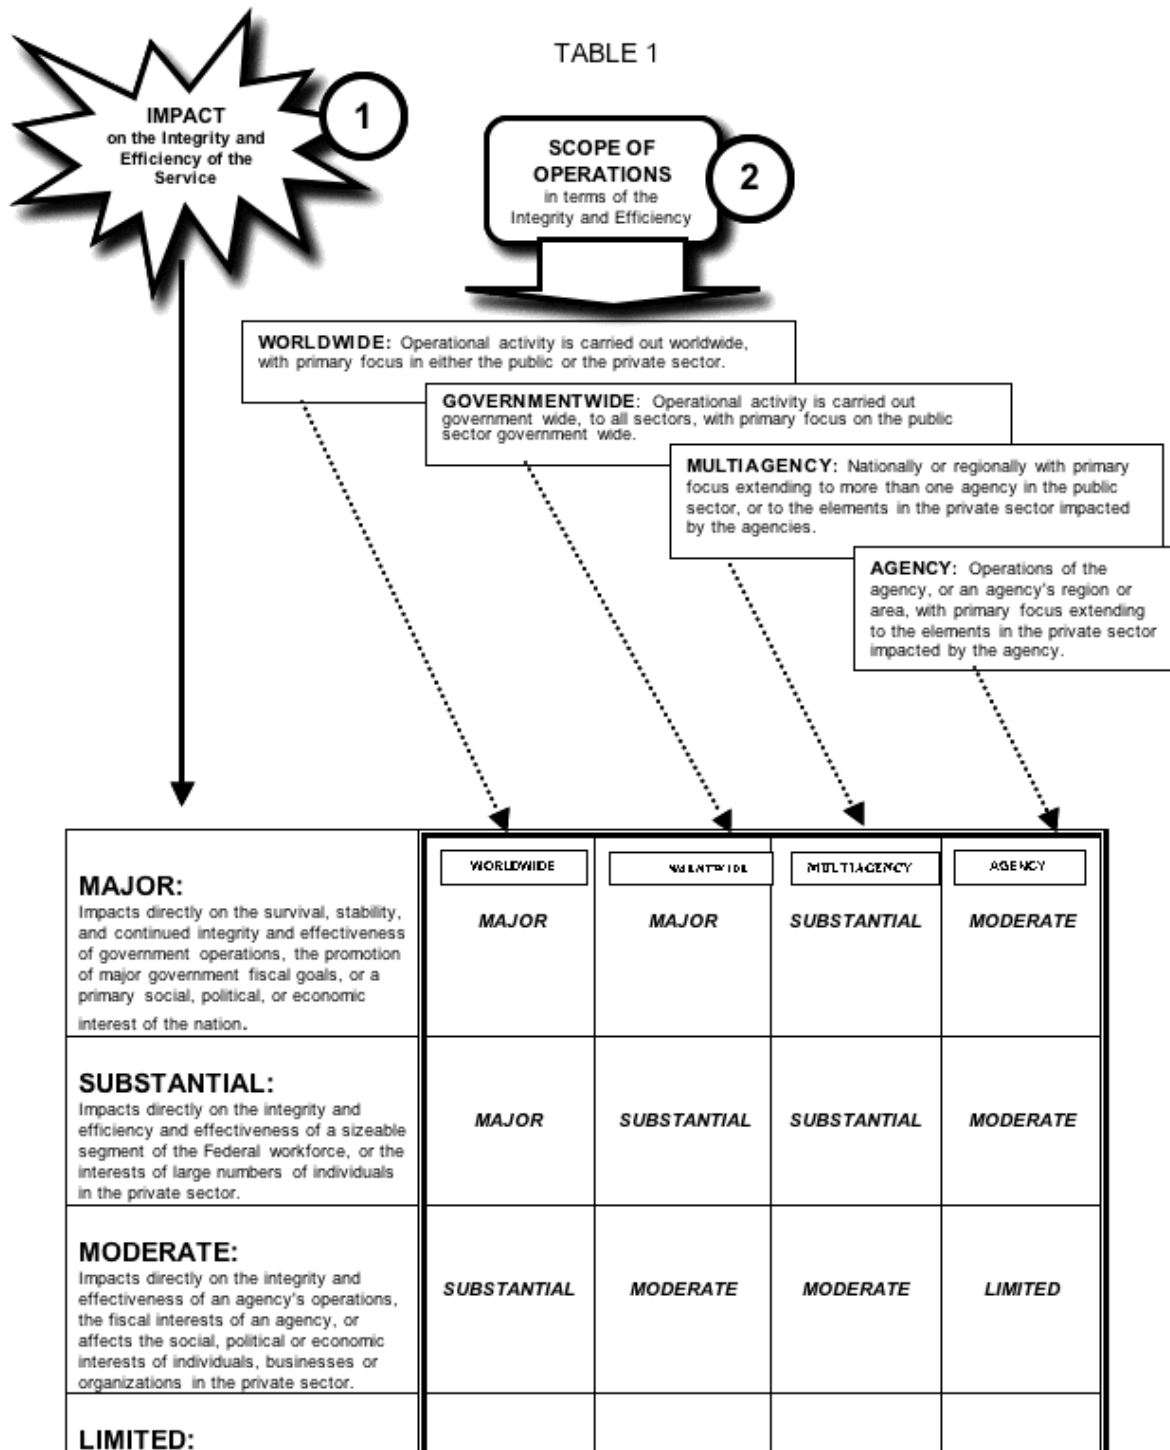 TABLE 1
IMPACT
on the Integrity and
Efficiency of the
Service
1
SCOPE OF
OPERATIONS
in terms of the
Integrity and Efficiency
2
WORLDWIDE: Operational activity is carried out worldwide,
with primary focus in either the public or the private sector.
GOVERNMENTWIDE: Operational activity is carried out
government wide, to all sectors, with primary focus on the public
sector government wide.
MULTIAGENCY: Nationally or regionally with primary
focus extending to more than one agency in the public
sector, or to the elements in the private sector impacted
by the agencies.
AGENCY: Operations of the
agency, or an agency's region or
area, with primary focus extending
to the elements in the private sector
impacted by the agency.
WORLDWIDE
MULTIAGENCY
AGENCY
MAJOR:
Impacts directly on the survival, stability,
and continued integrity and effectiveness
of government operations, the promotion
of major government fiscal goals, or a
primary social, political, or economic
interest of the nation.
MAJOR
MAJOR
SUBSTANTIAL
MODERATE
SUBSTANTIAL:
Impacts directly on the integrity and
efficiency and effectiveness of a sizeable
segment of the Federal workforce, or the
interests of large numbers of individuals
in the private sector.
MAJOR
SUBSTANTIAL
SUBSTANTIAL
MODERATE
MODERATE:
Impacts directly on the integrity and
effectiveness of an agency's operations,
the fiscal interests of an agency, or
affects the social, political or economic
interests of individuals, businesses or
organizations in the private sector.
SUBSTANTIAL
MODERATE
MODERATE
LIMITED
LIMITED: